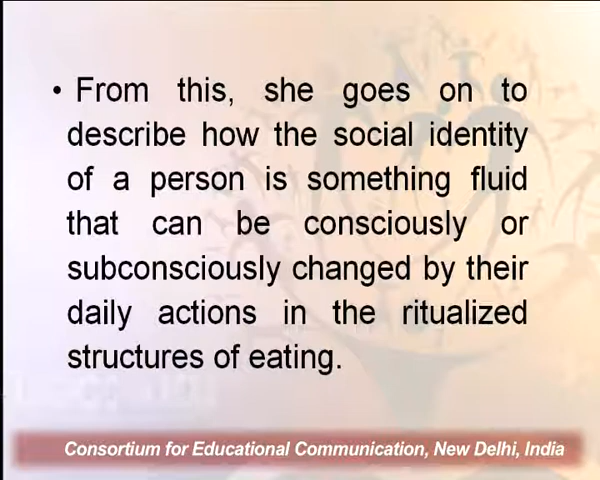 • From this, she goes on to
describe how the social identity
of a person is something fluid
that can be consciously or
subconsciously changed by their
daily actions in the ritualized
structures of eating.
Consortium for Educational Communication, New Delhi, India